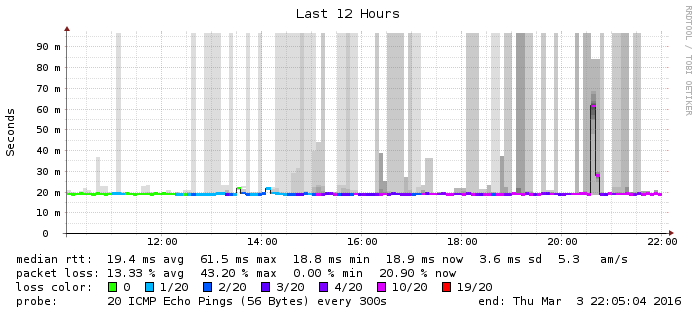 Last 12 Hours
RRDTOOL / TOBI OETIKER
Seconds
90 m
80 m
70 m
60 m
50 m
40 m
30 m
20 m
10 m
0
12:00 14:00 16:00 18:00 20:00 22:00
median rtt: 19.4 ms avg 61.5 ms max 18.8 ms min 18.9 ms now 3.6 ms sd 5.3 am/s
packet loss: 13.33 % avg 43.20 % max 0.00 % min 20.90 % now
loss color: 0 1/20 2/20 3/20 4/20 10/20 19/20
probe: 20 ICMP Echo Pings (56 Bytes) every 300s end: Thu Mar 3 22:05:04 2016